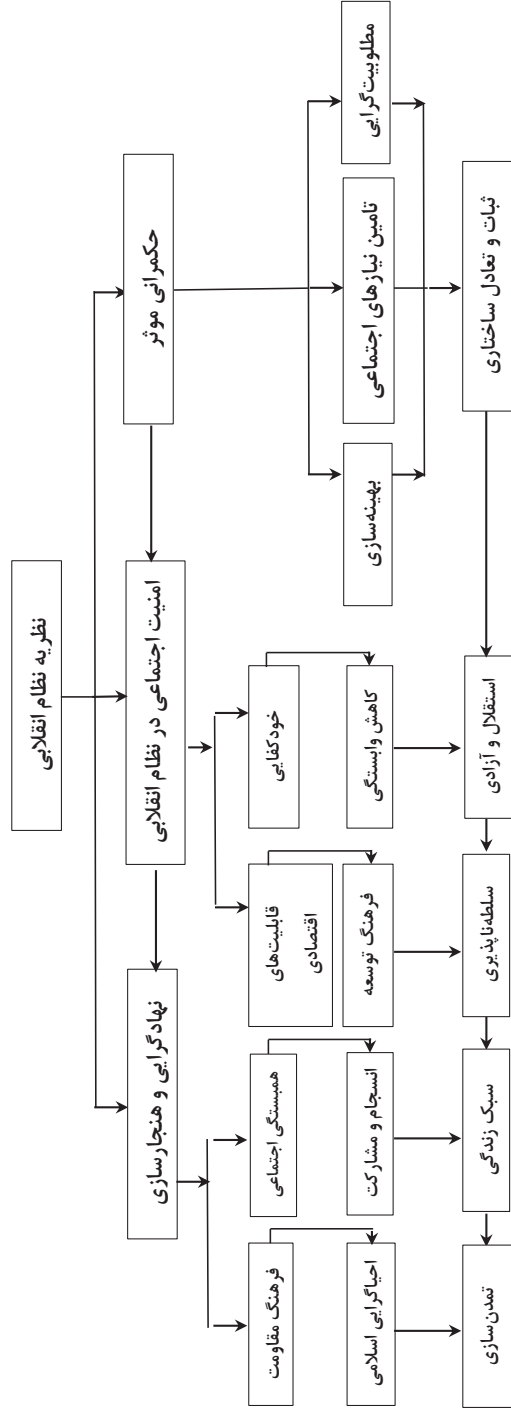 نظریه نظام انقلابی
حکمرانی موثر
امنیت اجتماعی در نظام انقلابی
نهادگرایی و هنجارسازی
مطلوبیت‌گرایی
تامین نیازهای اجتماعی
بهینه‌سازی
خودکفایی
قابلیت‌های
اقتصادی
همبستگی اجتماعی
فرهنگ مقاومت
کاهش وابستگی
فرهنگ توسعه
انسجام و مشارکت
احیاگرایی اسلامی
ثبات و تعادل ساختاری
استقلال و آزادی
سلطه‌ناپذیری
سبک زندگی
تمدن‌سازی